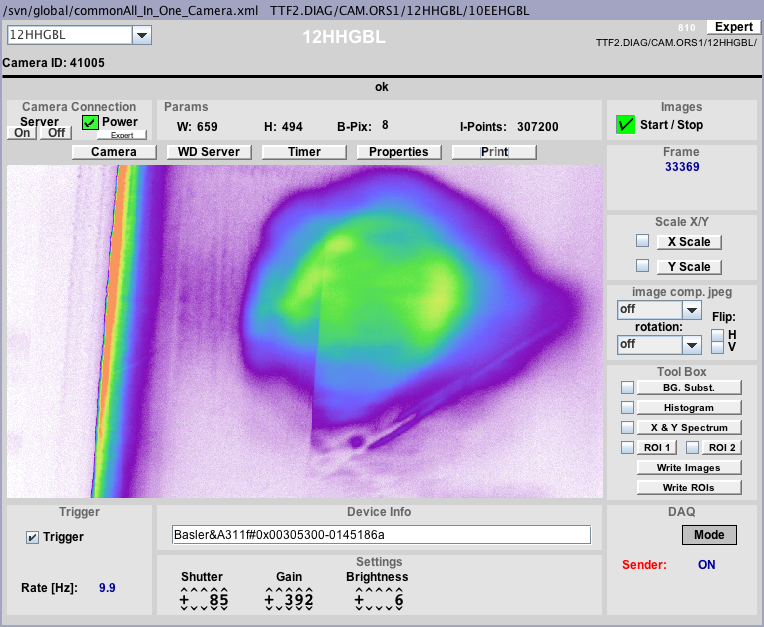 /svn/global/commonAll_In_One_Camera.xml TTF2.DIAG/CAM.ORS1/12HHGBL/10EEHGBL
12HHGBL
12HHGBL
810
Expert
TTF2.DIAG/CAM.ORS1/12HHGBL/
Camera ID: 41005
ok
Camera Connection
Server
Power
On
Off
Expert
Params
W: 659
H: 494
B-Pix: 8
I-Points: 307200
Images
Start / Stop
Camera
WD Server
Timer
Properties
Print
Frame
33369
Scale X/Y
X Scale
Y Scale
image comp. jpeg
off
rotation:
off
Flip:
H
V
Tool Box
BG. Subst.
Histogram
X & Y Spectrum
ROI 1
ROI 2
Write Images
Write ROIs
Trigger
Trigger
Rate [Hz]: 9.9
Device Info
Basler&A311f#0x00305300-0145186a
Settings
Shutter
+ 85
Gain
+ 392
Brightness
+ 6
DAQ
Mode
Sender: ON